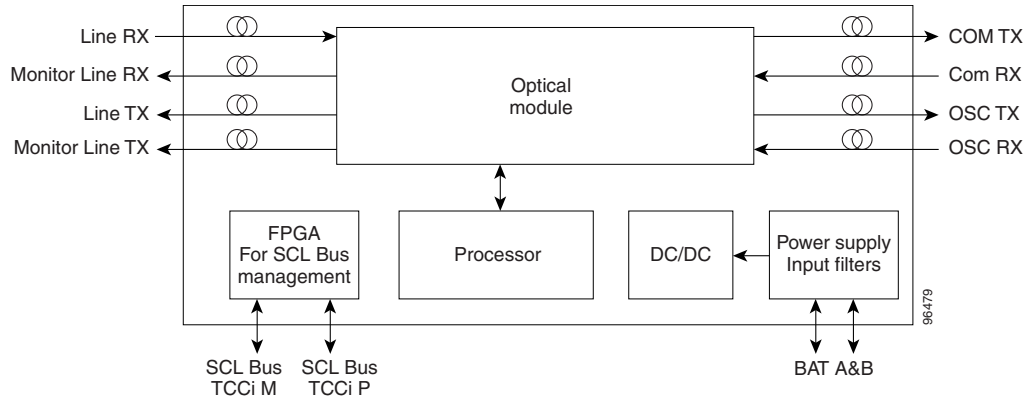 Line RX
Monitor Line RX
Line TX
Monitor Line TX
Optical
module
COM TX
Com RX
OSC TX
OSC RX
FPGA
For SCL Bus
management
Processor
DC/DC
Power supply
Input filters
SCL Bus
TCCi M
SCL Bus
TCCi P
BAT A&B
96479